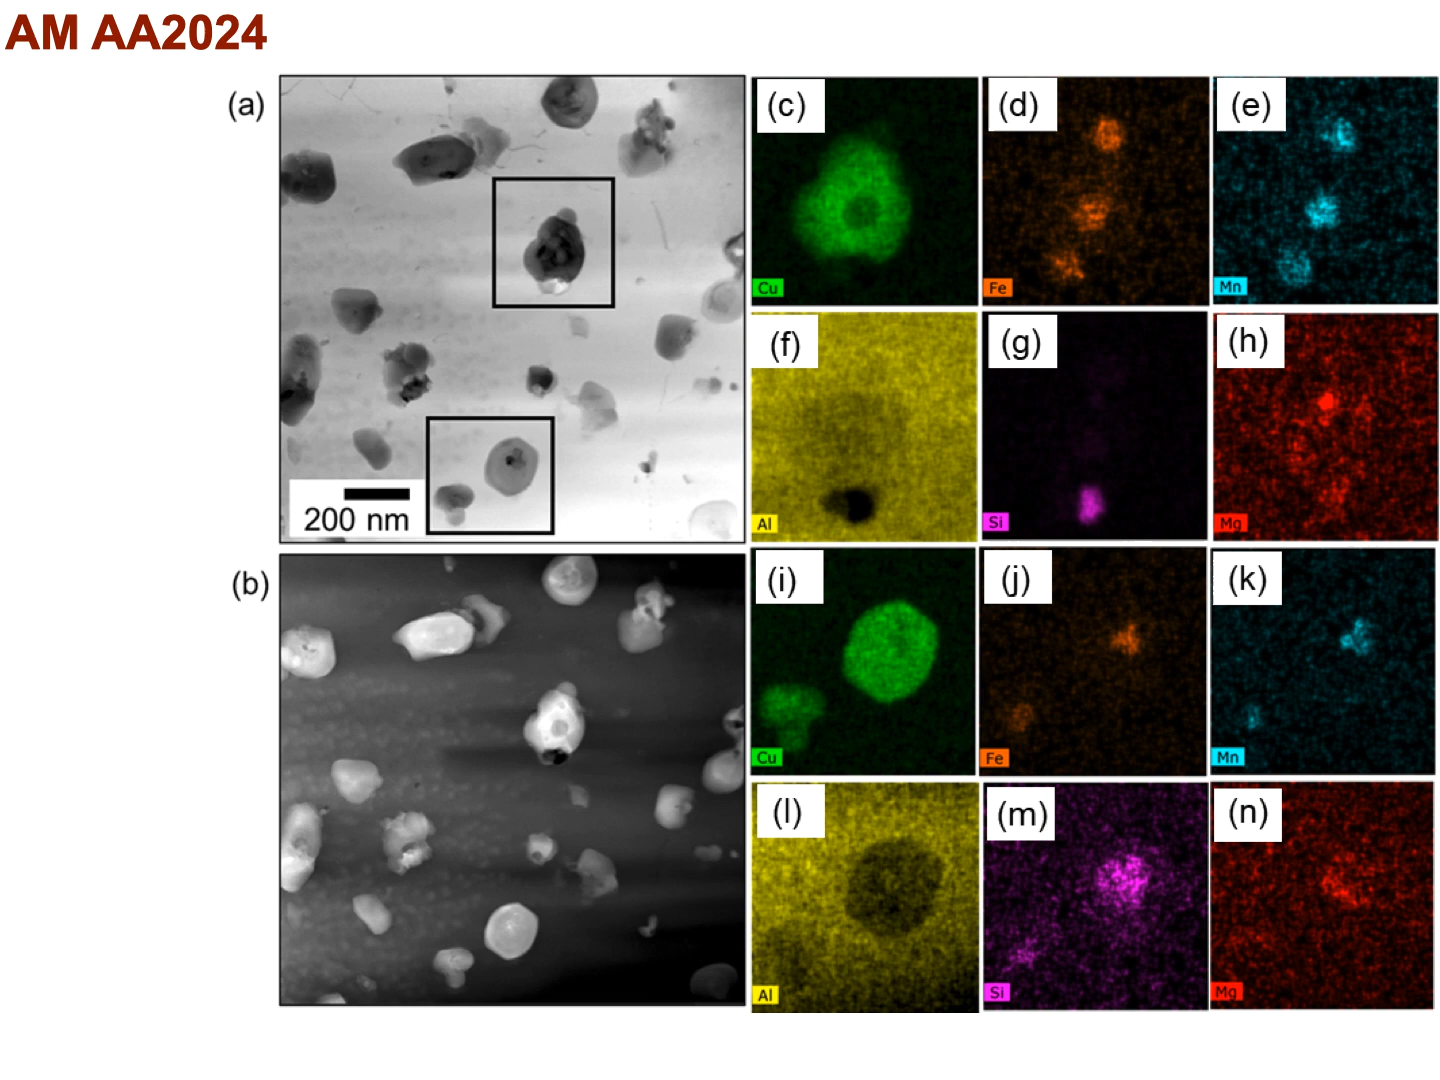 AM AA2024
(a)
200 nm
(b)
(c)
Cu
(d)
Fe
(e)
Mn
(f)
Al
(g)
Si
(h)
Mg
(i)
Cu
(j)
Fe
(k)
Mn
(l)
Al
(m)
Si
(n)
Mg